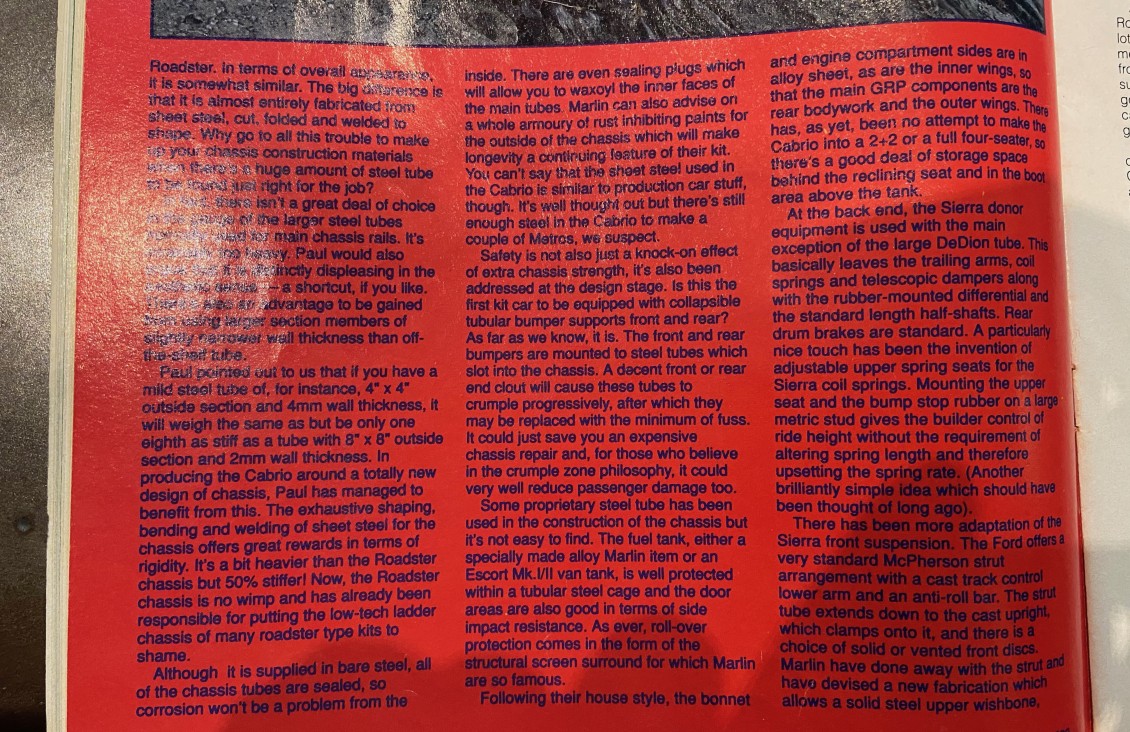 Roadster. In terms of overall appearance,
it is somewhat similar. The big difference is
that it is almost entirely fabricated from
sheet steel, cut, folded and welded to
shape. Why go to all this trouble to make
up your chassis construction materials
when there's a huge amount of steel tube
to be found just right for the job?
In fact, there isn't a great deal of choice
in the of the larger steel tubes
for main chassis rails. It's
heavy. Paul would also
distinctly displeasing in the
– a shortcut, if you like.
There's also an advantage to be gained
from using larger section members of
slightly narrower wall thickness than off-
the-shelf tube.
Paul pointed out to us that if you have a
mild steel tube of, for instance, 4" x 4"
outside section and 4mm wall thickness, it
will weigh the same as but be only one
eighth as stiff as a tube with 8" x 8" outside
section and 2mm wall thickness. In
producing the Cabrio around a totally new
design of chassis, Paul has managed to
benefit from this. The exhaustive shaping,
bending and welding of sheet steel for the
chassis offers great rewards in terms of
rigidity. It's a bit heavier than the Roadster
chassis but 50% stiffer! Now, the Roadster
chassis is no wimp and has already been
responsible for putting the low-tech ladder
chassis of many roadster type kits to
shame.
Although it is supplied in bare steel, all
of the chassis tubes are sealed, so
corrosion won't be a problem from the
inside. There are even sealing plugs which
will allow you to waxoyl the inner faces of
the main tubes. Marlin can also advise on
a whole armoury of rust inhibiting paints for
the outside of the chassis which will make
longevity a continuing feature of their kit.
You can't say that the sheet steel used in
the Cabrio is similar to production car stuff,
though. It's well thought out but there's still
enough steel in the Cabrio to make a
couple of Metros, we suspect.
Safety is not also just a knock-on effect
of extra chassis strength, it's also been
addressed at the design stage. Is this the
first kit car to be equipped with collapsible
tubular bumper supports front and rear?
As far as we know, it is. The front and rear
bumpers are mounted to steel tubes which
slot into the chassis. A decent front or rear
end clout will cause these tubes to
crumple progressively, after which they
may be replaced with the minimum of fuss.
It could just save you an expensive
chassis repair and, for those who believe
in the crumple zone philosophy, it could
very well reduce passenger damage too.
Some proprietary steel tube has been
used in the construction of the chassis but
it's not easy to find. The fuel tank, either a
specially made alloy Marlin item or an
Escort Mk.I/II van tank, is well protected
within a tubular steel cage and the door
areas are also good in terms of side
impact resistance. As ever, roll-over
protection comes in the form of the
structural screen surround for which Marlin
are so famous.
Following their house style, the bonnet
and engine compartment sides are in
alloy sheet, as are the inner wings, so
that the main GRP components are the
rear bodywork and the outer wings. There
has, as yet, been no attempt to make the
Cabrio into a 2+2 or a full four-seater, so
there's a good deal of storage space
behind the reclining seat and in the boot
area above the tank.
At the back end, the Sierra donor
equipment is used with the main
exception of the large DeDion tube. This
basically leaves the trailing arms, coil
springs and telescopic dampers along
with the rubber-mounted differential and
the standard length half-shafts. Rear
drum brakes are standard. A particularly
nice touch has been the invention of
adjustable upper spring seats for the
Sierra coil springs. Mounting the upper
seat and the bump stop rubber on a large
metric stud gives the builder control of
ride height without the requirement of
altering spring length and therefore
upsetting the spring rate. (Another
brilliantly simple idea which should have
been thought of long ago).
There has been more adaptation of the
Sierra front suspension. The Ford offers a
very standard McPherson strut
arrangement with a cast track control
lower arm and an anti-roll bar. The strut
tube extends down to the cast upright,
which clamps onto it, and there is a
choice of solid or vented front discs.
Marlin have done away with the strut and
have devised a new fabrication which
allows a solid steel upper wishbone,